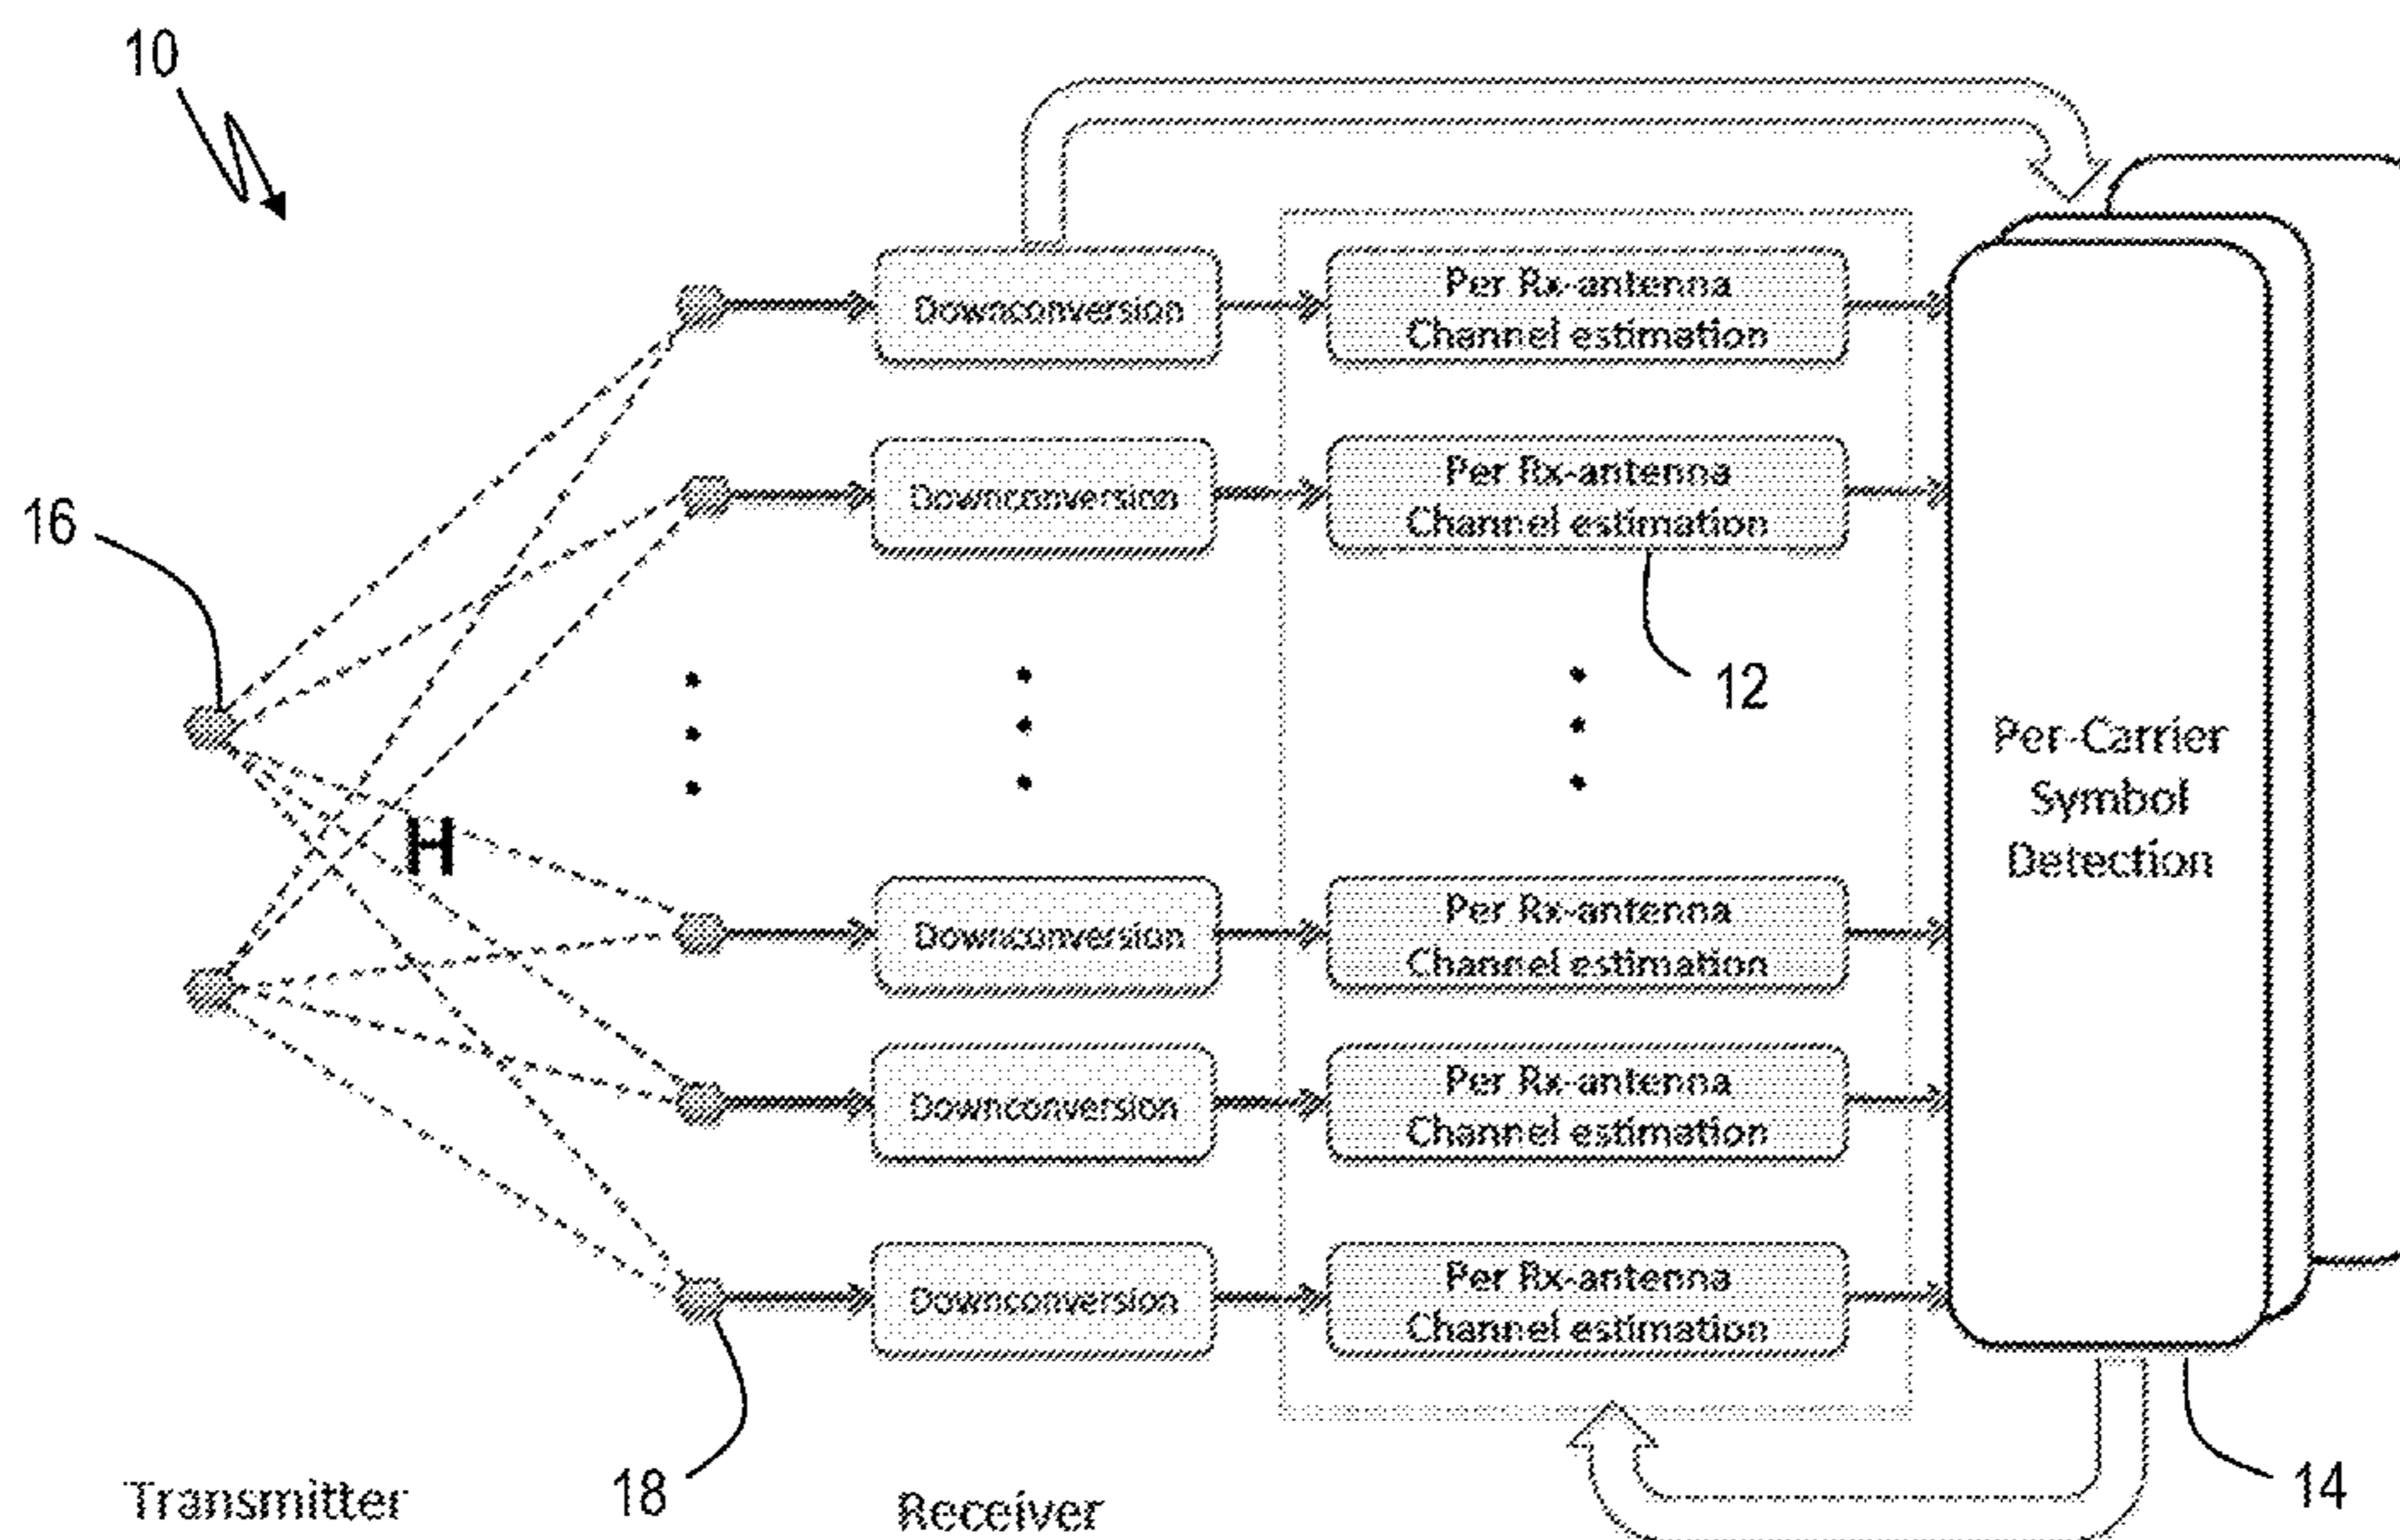 10
Downconversion
Per Rx-antenna
Channel estimation
16
Downconversion
Per Rx-antenna
Channel estimation
12
Per-Carrier
Symbol
Detection
H
Downconversion
Per Rx-antenna
Channel estimation
Downconversion
Per Rx-antenna
Channel estimation
Downconversion
Per Rx-antenna
Channel estimation
18
14
Transmitter
Receiver